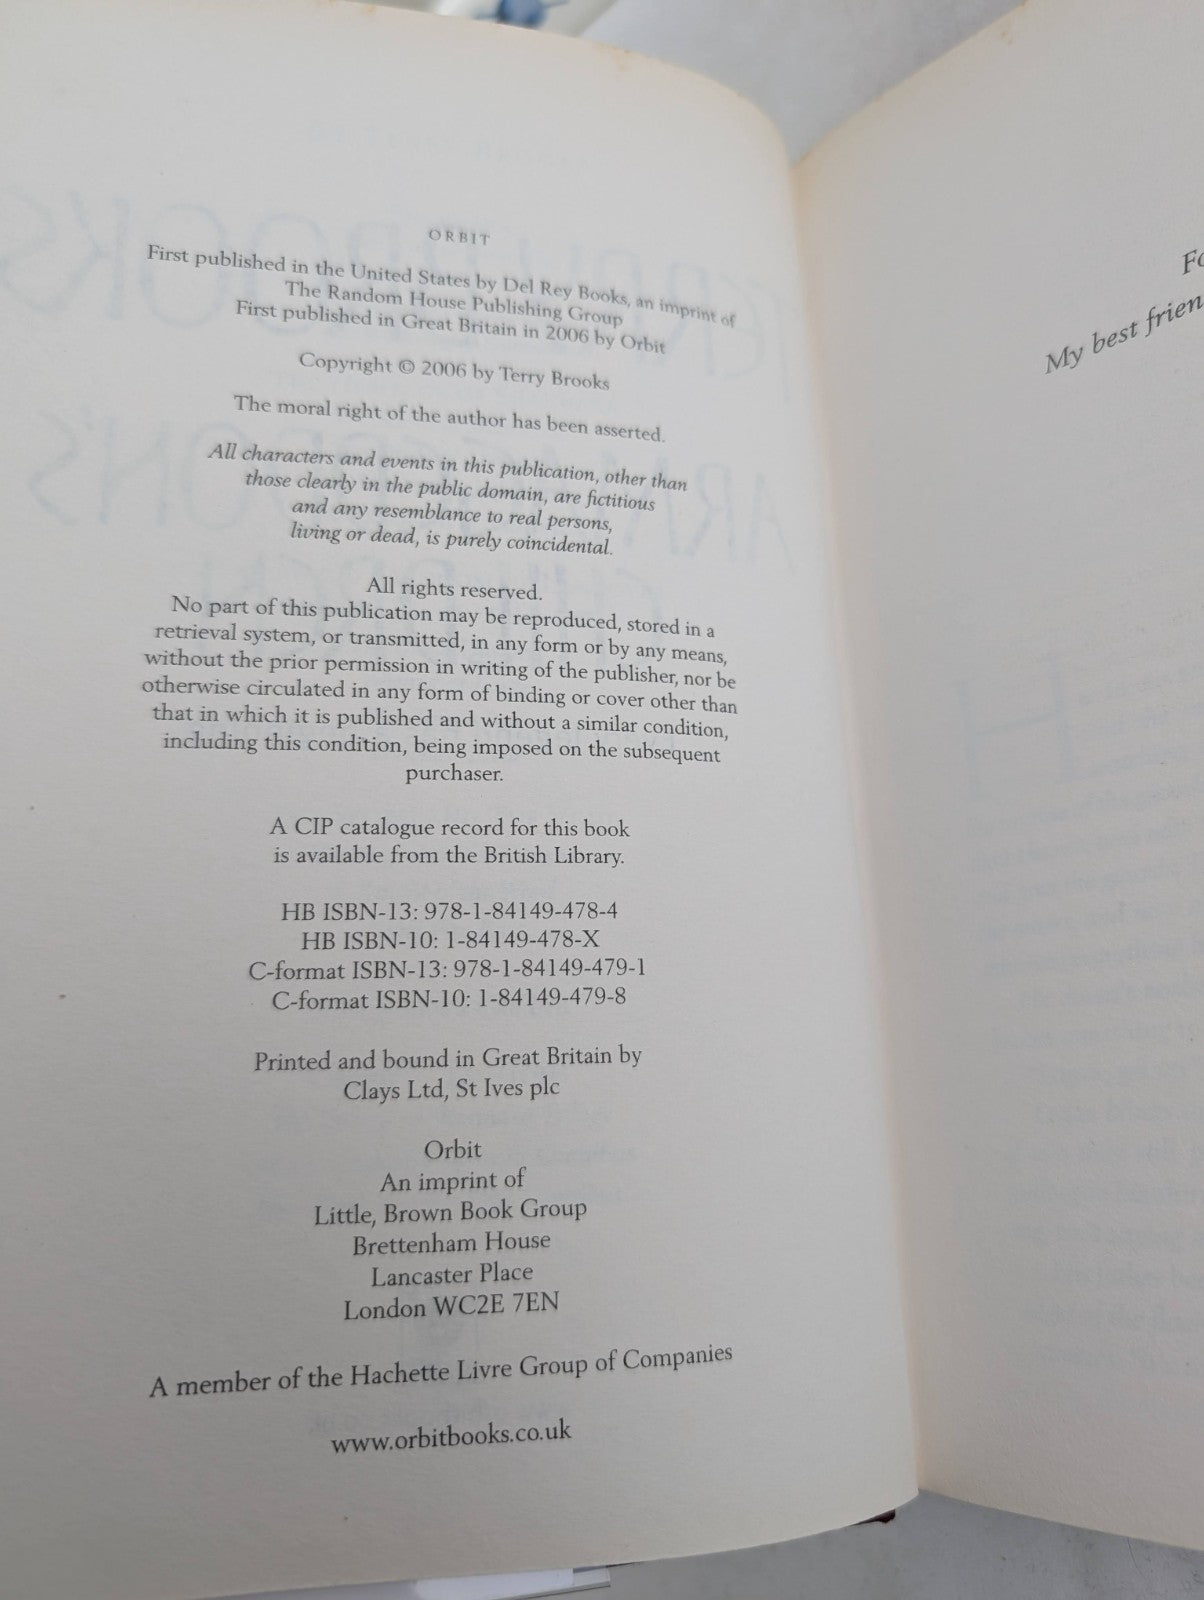 ORBIT
First published in the United States by Del Rey Books, an imprint of
The Random House Publishing Group
First published in Great Britain in 2006 by Orbit
Copyright © 2006 by Terry Brooks
The moral right of the author has been asserted.
All characters and events in this publication, other than
those clearly in the public domain, are fictitious
and any resemblance to real persons,
living or dead, is purely coincidental.
All rights reserved.
No part of this publication may be reproduced, stored in a
retrieval system, or transmitted, in any form or by any means,
without the prior permission in writing of the publisher, nor be
otherwise circulated in any form of binding or cover other than
that in which it is published and without a similar condition,
including this condition, being imposed on the subsequent
purchaser.
A CIP catalogue record for this book
is available from the British Library.
HB ISBN-13: 978-1-84149-478-4
HB ISBN-10: 1-84149-478-X
C-format ISBN-13: 978-1-84149-479-1
C-format ISBN-10: 1-84149-479-8
Printed and bound in Great Britain by
Clays Ltd, St Ives plc
Orbit
An imprint of
Little, Brown Book Group
Brettenham House
Lancaster Place
London WC2E 7EN
A member of the Hachette Livre Group of Companies
www.orbitbooks.co.uk
My best